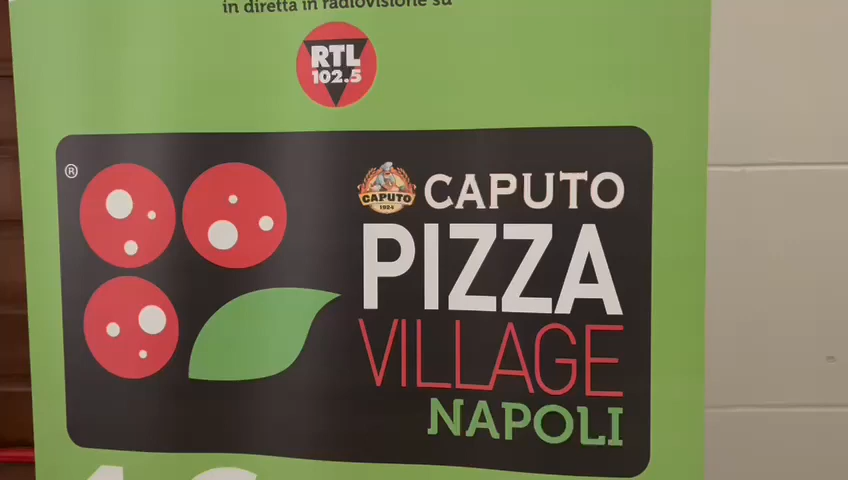 in diretta in radiovisione su
RTL
102.5
®
CAPUTO
1924
CAPUTO
PIZZA
VILLAGE
NAPOLI